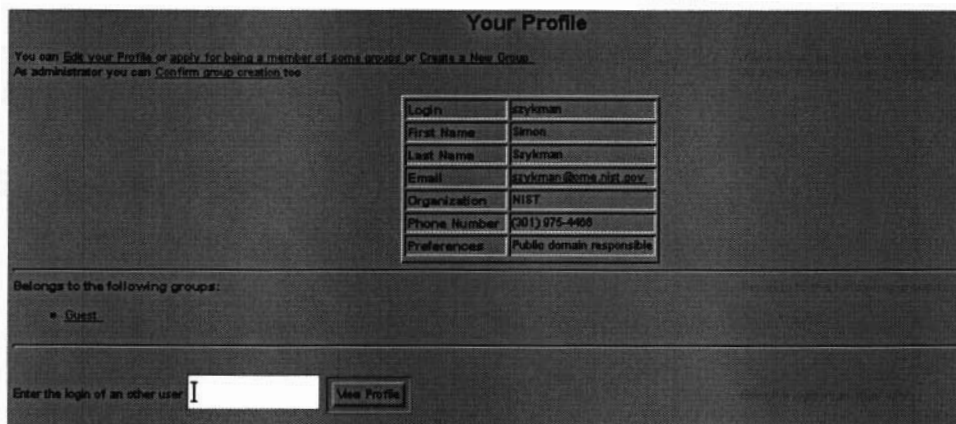 Your Profile
You can Edit your Profile or apply for being a member of some groups or Create a New Group
As administrator you can Confirm group creation too
Login szykman
First Name Simon
Last Name Szykman
Email szykman@cme.nist.gov
Organization NIST
Phone Number (301) 975-4466
Preferences Public domain responsible
Belongs to the following groups:
Guest
Enter the login of an other user View Profile